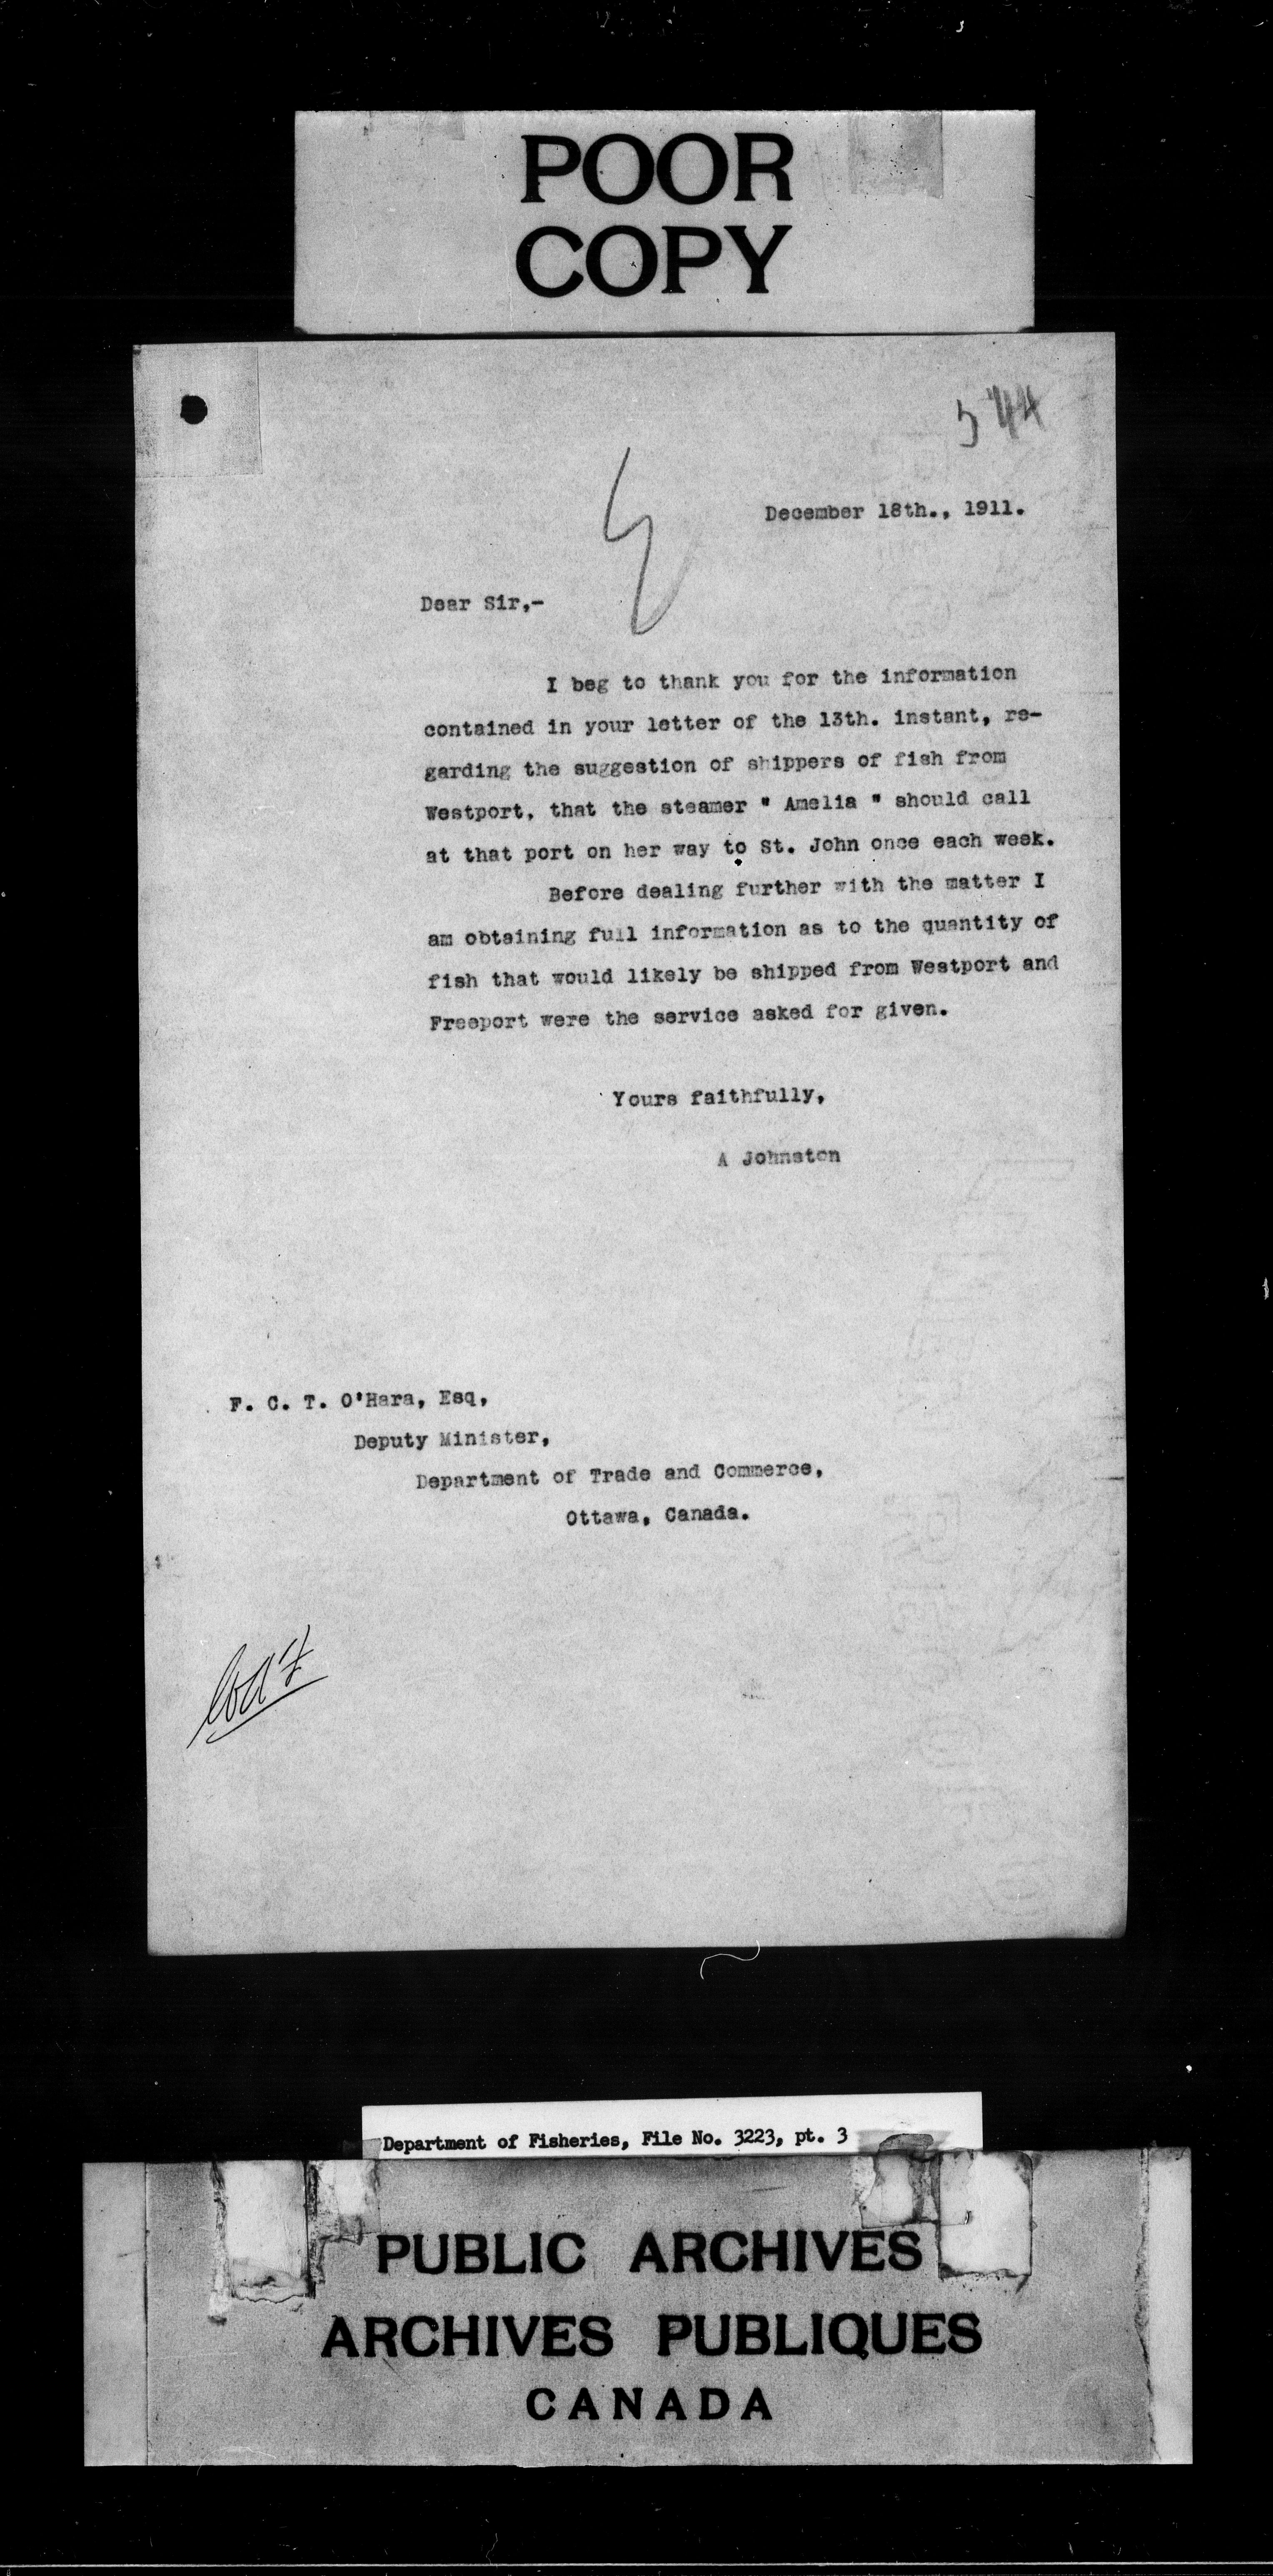 POOR
COPY
544
December 18th., 1911.
Dear Sir,-
I beg to thank you for the information
contained in your letter of the 13th. instant, re-
garding the suggestion of shippers of fish from
Westport, that the steamer " Amelia " should call
at that port on her way to St. John once each week.
Before dealing further with the matter I
am obtaining full information as to the quantity of
fish that would likely be shipped from Westport and
Freeport were the service asked for given.
Yours faithfully,
A Johnston
F. C. T. O'Hara, Esq,
Deputy Minister,
Department of Trade and Commerce,
Ottawa, Canada.
Department of Fisheries, File No. 3223, pt. 3
PUBLIC ARCHIVES
ARCHIVES PUBLIQUES
CANADA